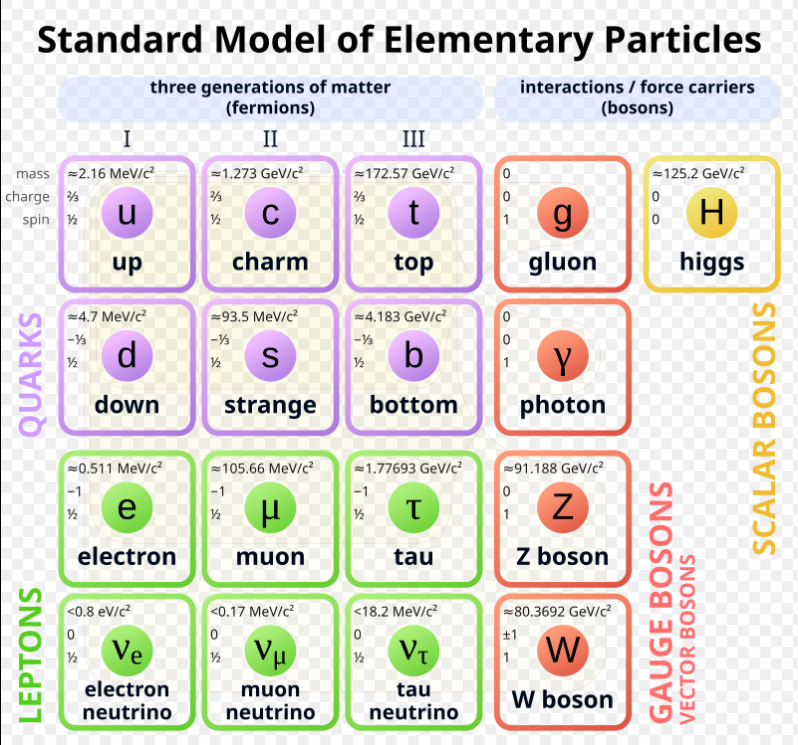 Standard Model of Elementary Particles
three generations of matter
(fermions)
interactions / force carriers
(bosons)
I
II
III
mass
charge
spin
≈2.16 MeV/c²
⅔
½
u
up
≈1.273 GeV/c²
⅔
½
c
charm
≈172.57 GeV/c²
⅔
½
t
top
0
0
1
g
gluon
≈125.2 GeV/c²
0
0
H
higgs
QUARKS
≈4.7 MeV/c²
−⅓
½
d
down
≈93.5 MeV/c²
−⅓
½
s
strange
≈4.183 GeV/c²
−⅓
½
b
bottom
0
0
1
γ
photon
SCALAR BOSONS
LEPTONS
≈0.511 MeV/c²
−1
½
e
electron
≈105.66 MeV/c²
−1
½
μ
muon
≈1.77693 GeV/c²
−1
½
τ
tau
≈91.188 GeV/c²
0
1
Z
Z boson
GAUGE BOSONS
VECTOR BOSONS
<0.8 eV/c²
0
½
νe
electron
neutrino
<0.17 MeV/c²
0
½
νμ
muon
neutrino
<18.2 MeV/c²
0
½
ντ
tau
neutrino
≈80.3692 GeV/c²
±1
1
W
W boson